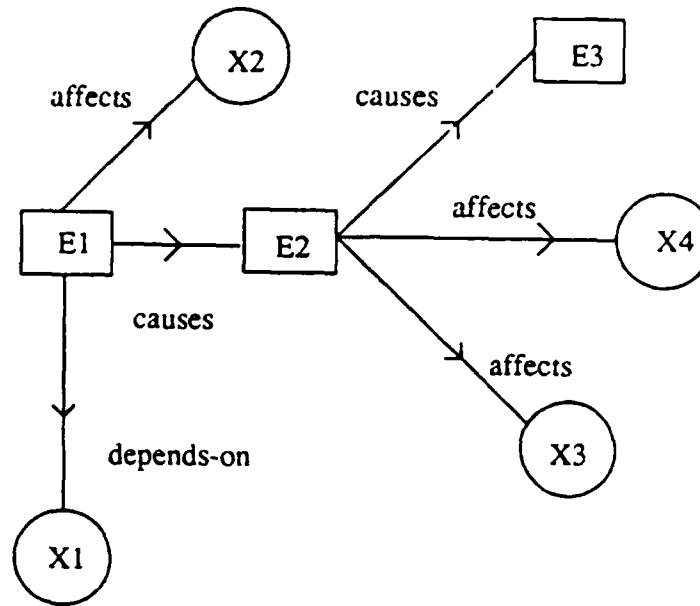 X2
E3
affects
causes
affects
E1
E2
X4
causes
affects
depends-on
X3
X1